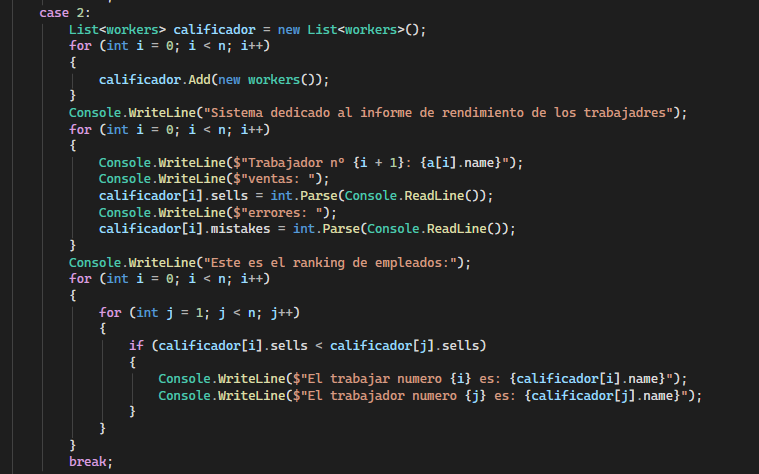 case 2:
List<workers> calificador = new List<workers>();
for (int i = 0; i < n; i++)
{
calificador.Add(new workers());
}
Console.WriteLine("Sistema dedicado al informe de rendimiento de los trabajadres");
for (int i = 0; i < n; i++)
{
Console.WriteLine($"Trabajador nº {i + 1}: {a[i].name}");
Console.WriteLine($"ventas: ");
calificador[i].sells = int.Parse(Console.ReadLine());
Console.WriteLine($"errores: ");
calificador[i].mistakes = int.Parse(Console.ReadLine());
}
Console.WriteLine("Este es el ranking de empleados:");
for (int i = 0; i < n; i++)
{
for (int j = 1; j < n; j++)
{
if (calificador[i].sells < calificador[j].sells)
{
Console.WriteLine($"El trabajar numero {i} es: {calificador[i].name}");
Console.WriteLine($"El trabajador numero {j} es: {calificador[j].name}");
}
}
}
break;